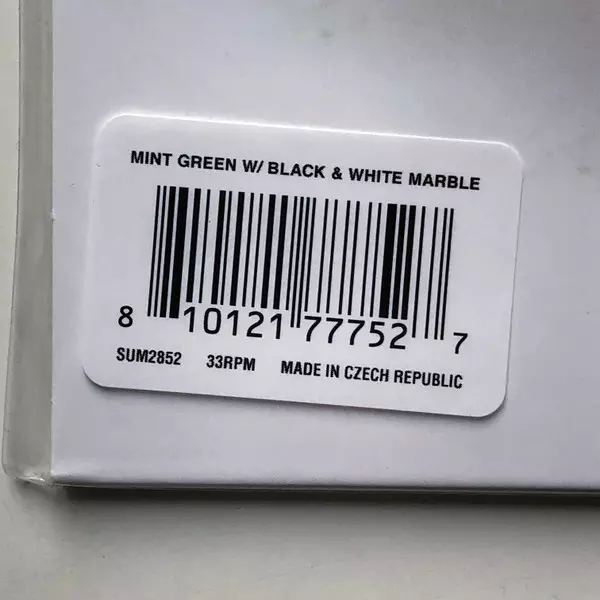 MINT GREEN W/ BLACK & WHITE MARBLE
8 10121 77752 7
SUM2852 33RPM MADE IN CZECH REPUBLIC